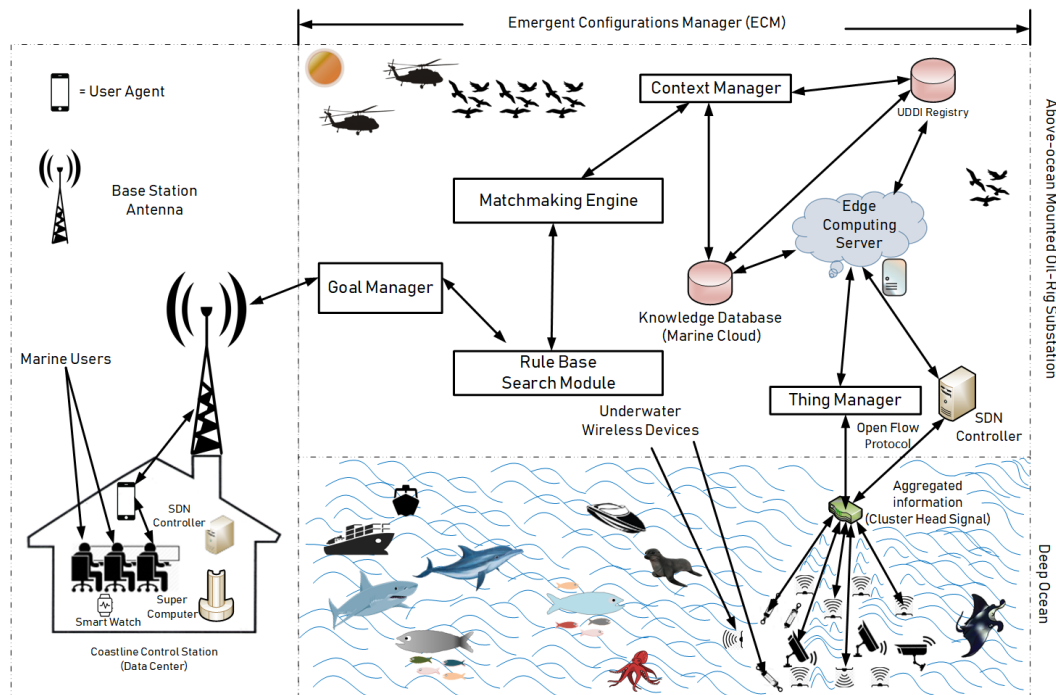 Emergent Configurations Manager (ECM)
= User Agent
Base Station
Antenna
Context Manager
UDDI Registry
Matchmaking Engine
Edge
Computing
Server
Goal Manager
Knowledge Database
(Marine Cloud)
Rule Base
Search Module
Thing Manager
SDN
Controller
Open Flow
Protocol
Underwater
Wireless Devices
Above-ocean Mounted Oil-Rig Substation
Marine Users
SDN
Controller
Super
Computer
Smart Watch
Coastline Control Station
(Data Center)
Aggregated
information
(Cluster Head Signal)
Deep Ocean